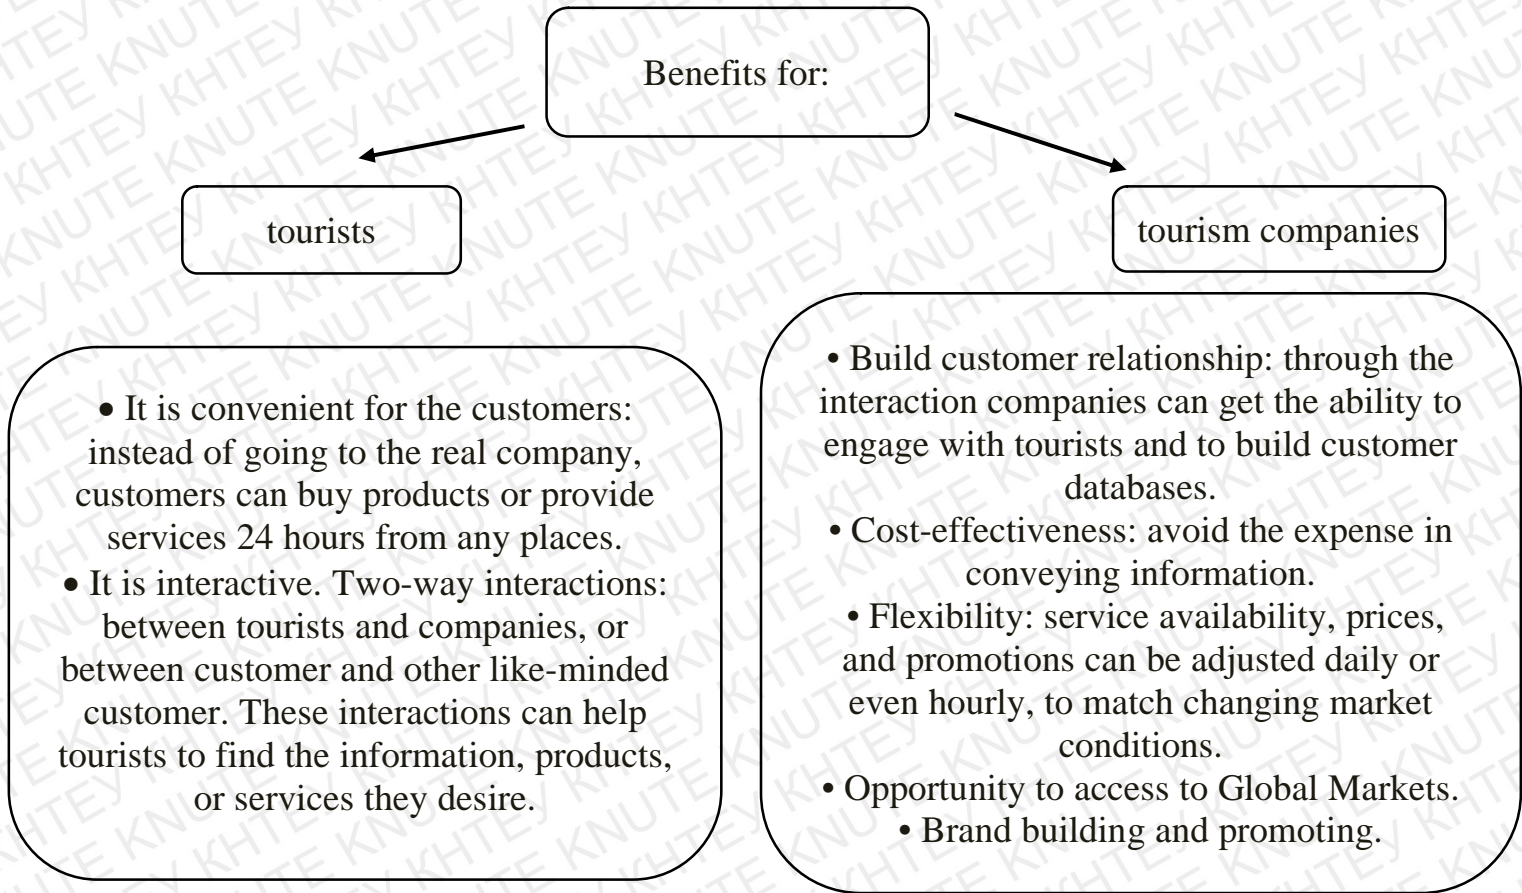 Benefits for:
tourists
tourism companies
• It is convenient for the customers:
instead of going to the real company,
customers can buy products or provide
services 24 hours from any places.
• It is interactive. Two-way interactions:
between tourists and companies, or
between customer and other like-minded
customer. These interactions can help
tourists to find the information, products,
or services they desire.
• Build customer relationship: through the
interaction companies can get the ability to
engage with tourists and to build customer
databases.
• Cost-effectiveness: avoid the expense in
conveying information.
• Flexibility: service availability, prices,
and promotions can be adjusted daily or
even hourly, to match changing market
conditions.
• Opportunity to access to Global Markets.
• Brand building and promoting.
KNUTE КНТЕУ